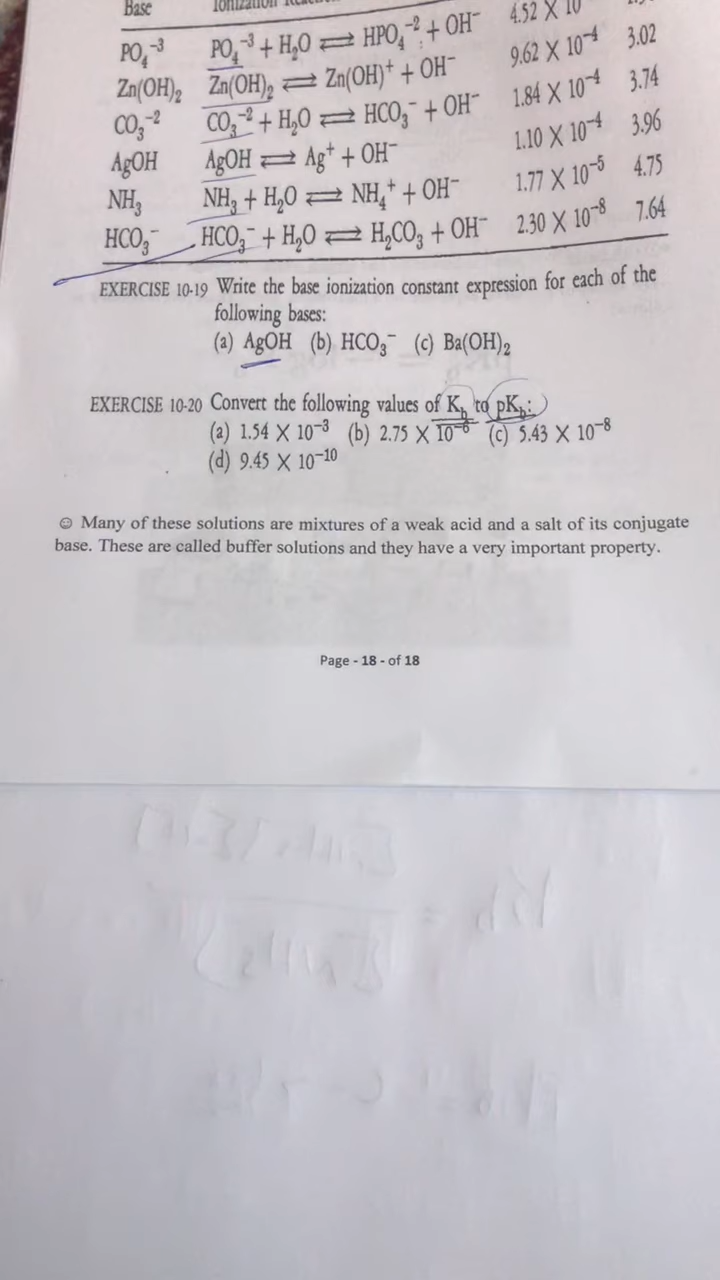 Base
4.52 X 10
PO₄⁻³ PO₄⁻³ + H₂O ⇌ HPO₄⁻² + OH⁻ 9.62 X 10⁻⁴ 3.02
Zn(OH)₂ Zn(OH)₂ ⇌ Zn(OH)⁺ + OH⁻ 1.84 X 10⁻⁴ 3.74
CO₃⁻² CO₃⁻² + H₂O ⇌ HCO₃⁻ + OH⁻ 1.10 X 10⁻⁴ 3.96
AgOH AgOH ⇌ Ag⁺ + OH⁻ 1.77 X 10⁻⁵ 4.75
NH₃ NH₃ + H₂O ⇌ NH₄⁺ + OH⁻ 2.30 X 10⁻⁸ 7.64
HCO₃⁻ HCO₃⁻ + H₂O ⇌ H₂CO₃ + OH⁻
EXERCISE 10-19 Write the base ionization constant expression for each of the
following bases:
(a) AgOH (b) HCO₃⁻ (c) Ba(OH)₂
EXERCISE 10-20 Convert the following values of K_b to pK_b:
(a) 1.54 X 10⁻³ (b) 2.75 X 10⁻⁶ (c) 5.43 X 10⁻⁸
(d) 9.45 X 10⁻¹⁰
☺ Many of these solutions are mixtures of a weak acid and a salt of its conjugate
base. These are called buffer solutions and they have a very important property.
Page - 18 - of 18